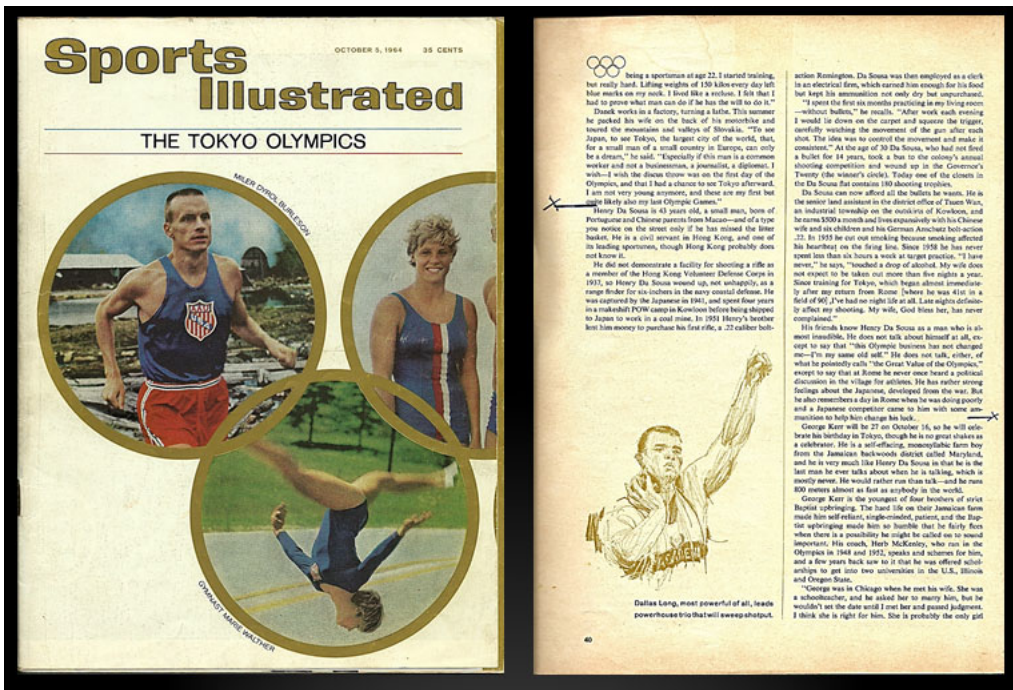 Sports
Illustrated
OCTOBER 5, 1964 35 CENTS
THE TOKYO OLYMPICS
MILER DYROL BURLESON
GYMNAST MARIE WALTHER
being a sportsman at age 22. I started training,
but really hard. Lifting weights of 150 kilos every day left
blue marks on my neck. I lived like a recluse. I felt that I
had to prove what man can do if he has the will to do it."
Danek works in a factory, turning a lathe. This summer
he packed his wife on the back of his motorbike and
toured the mountains and valleys of Slovakia. "To see
Japan, to see Tokyo, the largest city of the world, that,
for a small man of a small country in Europe, can only
be a dream," he said. "Especially if this man is a common
worker and not a businessman, a journalist, a diplomat. I
wish—I wish the discus throw was on the first day of the
Olympics, and that I had a chance to see Tokyo afterward.
I am not very young anymore, and these are my first but
quite likely also my last Olympic Games."
Henry Da Sousa is 43 years old, a small man, born of
Portuguese and Chinese parents from Macao—and of a type
you notice on the street only if he has missed the litter
basket. He is a civil servant in Hong Kong, and one of
its leading sportsmen, though Hong Kong probably does
not know it.
He did not demonstrate a facility for shooting a rifle as
a member of the Hong Kong Volunteer Defense Corps in
1937, so Henry Da Sousa wound up, not unhappily, as a
range finder for six-inchers in the navy coastal defense. He
was captured by the Japanese in 1941, and spent four years
in a makeshift POW camp in Kowloon before being shipped
to Japan to work in a coal mine. In 1951 Henry's brother
lent him money to purchase his first rifle, a .22 caliber bolt-
Dallas Long, most powerful of all, leads
powerhouse trio that will sweep shotput.
40
action Remington. Da Sousa was then employed as a clerk
in an electrical firm, which earned him enough for his food
but kept his ammunition not only dry but unpurchased.
"I spent the first six months practicing in my living room
—without bullets," he recalls. "After work each evening
I would lie down on the carpet and squeeze the trigger,
carefully watching the movement of the gun after each
shot. The idea was to control the movement and make it
consistent." At the age of 30 Da Sousa, who had not fired
a bullet for 14 years, took a bus to the colony's annual
shooting competition and wound up in the Governor's
Twenty (the winner's circle). Today one of the closets in
the Da Sousa flat contains 180 shooting trophies.
Da Sousa can now afford all the bullets he wants. He is
the senior land assistant in the district office of Tsuen Wan,
an industrial township on the outskirts of Kowloon, and
he earns $500 a month and lives expensively with his Chinese
wife and six children and his German Anschutz bolt-action
.22. In 1955 he cut out smoking because smoking affected
his heartbeat on the firing line. Since 1958 he has never
spent less than six hours a week at target practice. "I have
never," he says, "touched a drop of alcohol. My wife does
not expect to be taken out more than five nights a year.
Since training for Tokyo, which began almost immediate-
ly after my return from Rome [where he was 41st in a
field of 90] ,I've had no night life at all. Late nights definite-
ly affect my shooting. My wife, God bless her, has never
complained."
His friends know Henry Da Sousa as a man who is al-
most inaudible. He does not talk about himself at all, ex-
cept to say that "this Olympic business has not changed
me—I'm my same old self." He does not talk, either, of
what he pointedly calls "the Great Value of the Olympics,"
except to say that at Rome he never once heard a political
discussion in the village for athletes. He has rather strong
feelings about the Japanese, developed from the war. But
he also remembers a day in Rome when he was doing poorly
and a Japanese competitor came to him with some am-
munition to help him change his luck.
George Kerr will be 27 on October 16, so he will cele-
brate his birthday in Tokyo, though he is no great shakes as
a celebrator. He is a self-effacing, monosyllabic farm boy
from the Jamaican backwoods district called Maryland,
and he is very much like Henry Da Sousa in that he is the
last man he ever talks about when he is talking, which is
mostly never. He would rather run than talk—and he runs
800 meters almost as fast as anybody in the world.
George Kerr is the youngest of four brothers of strict
Baptist upbringing. The hard life on their Jamaican farm
made him self-reliant, single-minded, patient, and the Bap-
tist upbringing made him so humble that he fairly flees
when there is a possibility he might be called on to sound
important. His coach, Herb McKenley, who ran in the
Olympics in 1948 and 1952, speaks and schemes for him,
and a few years back saw to it that he was offered schol-
arships to get into two universities in the U.S., Illinois
and Oregon State.
"George was in Chicago when he met his wife. She was
a schoolteacher, and he asked her to marry him, but he
wouldn't set the date until I met her and passed judgment.
I think she is right for him. She is probably the only girl